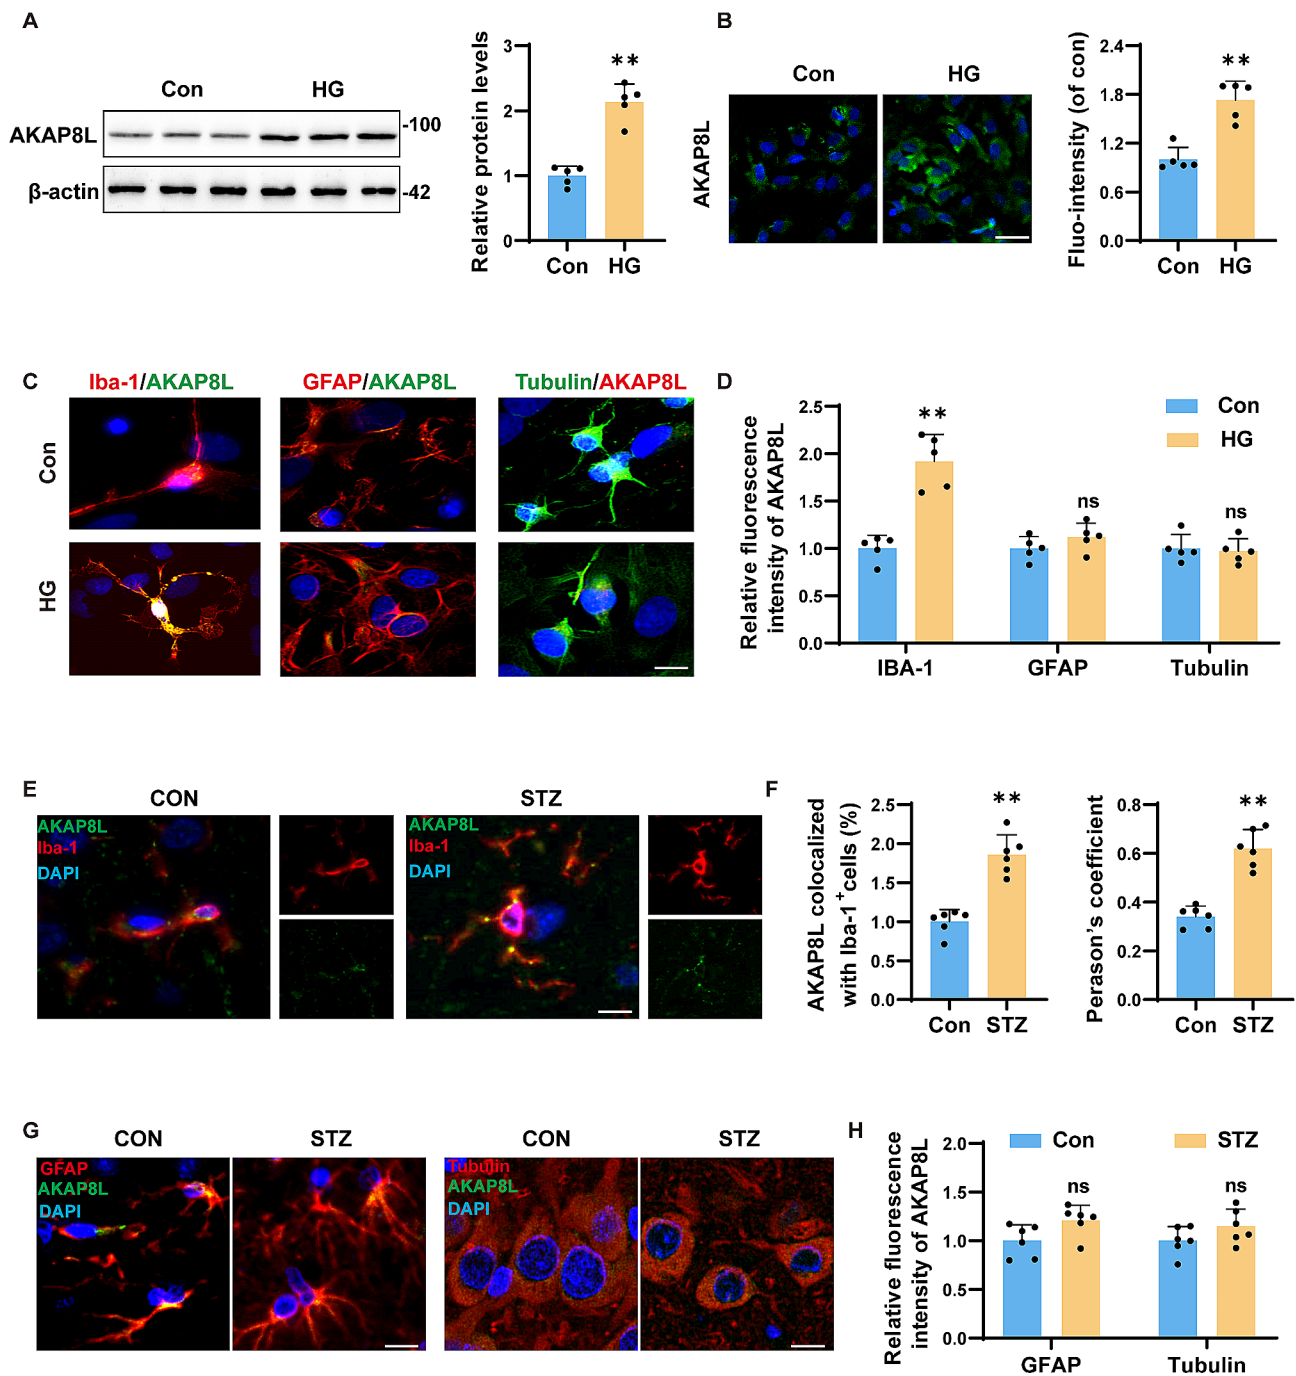 A
Con HG
AKAP8L
β-actin
-100
-42
Relative protein levels
3
2
1
0
**
Con HG
B
Con HG
AKAP8L
Fluo-intensity (of con)
2.4
1.8
1.2
0.6
0.0
**
Con HG
C
Iba-1/AKAP8L GFAP/AKAP8L Tubulin/AKAP8L
Con
HG
D
Relative fluorescence
intensity of AKAP8L
2.5
2.0
1.5
1.0
0.5
0.0
**
ns
ns
Con
HG
IBA-1 GFAP Tubulin
E
CON STZ
AKAP8L
Iba-1
DAPI
AKAP8L
Iba-1
DAPI
F
AKAP8L colocalized
with Iba-1+cells (%)
2.5
2.0
1.5
1.0
0.5
0.0
**
Con STZ
Perason's coefficient
0.8
0.6
0.4
0.2
0.0
**
Con STZ
G
CON STZ CON STZ
GFAP
AKAP8L
DAPI
Tubulin
AKAP8L
DAPI
H
Relative fluorescence
intensity of AKAP8L
2.0
1.5
1.0
0.5
0.0
Con STZ
ns
ns
GFAP Tubulin